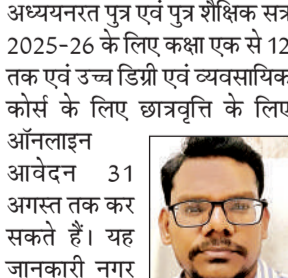 अध्ययनरत पुत्र एवं पुत्र शैक्षिक सत्र
2025-26 के लिए कक्षा एक से 12
तक एवं उच्च डिग्री एवं व्यवसायिक
कोर्स के लिए छात्रवृत्ति के लिए
ऑनलाइन
आवेदन 31
अगस्त तक कर
सकते हैं। यह
जानकारी नगर